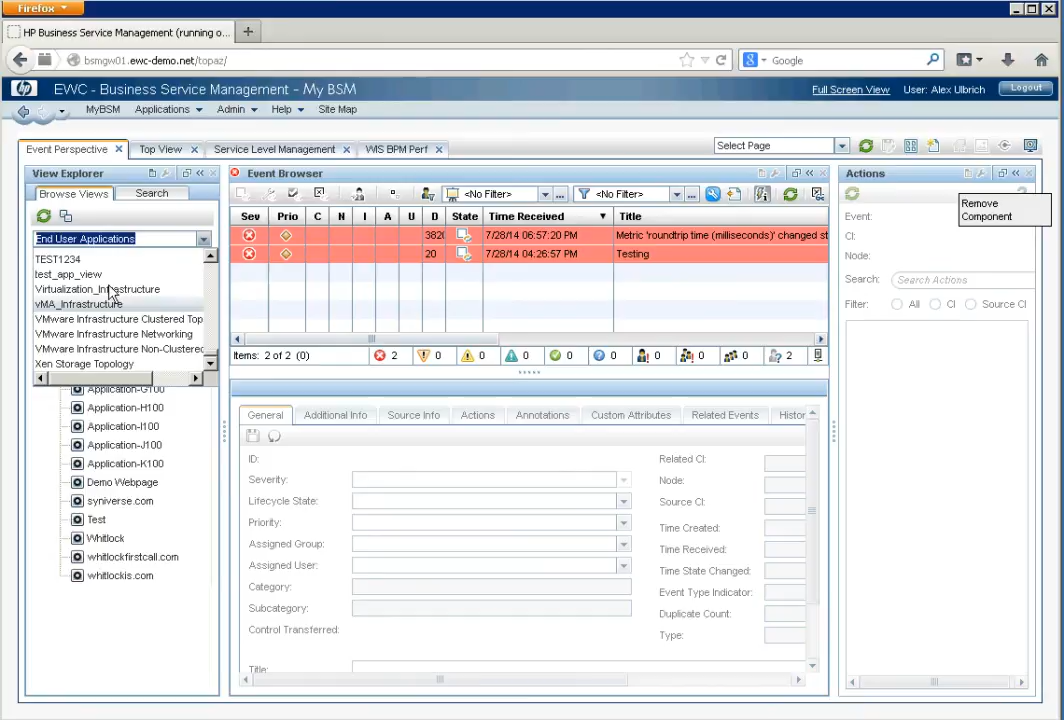 Firefox
HP Business Service Management (running o...
bsmgw01.ewc-demo.net/topaz/
Google
EWC - Business Service Management - My BSM
Full Screen View User: Alex Ulbrich Logout
MyBSM Applications Admin Help Site Map
Event Perspective Top View Service Level Management WIS BPM Perf Select Page
View Explorer
Browse Views Search
End User Applications
TEST1234
test_app_view
Virtualization_Infrastructure
vMA_Infrastructure
VMware Infrastructure Clustered Top
VMware Infrastructure Networking
VMware Infrastructure Non-Clustered
Xen Storage Topology
Application-G100
Application-H100
Application-I100
Application-J100
Application-K100
Demo Webpage
syniverse.com
Test
Whitlock
whitlockfirstcall.com
whitlockis.com
Event Browser
<No Filter> ... <No Filter> ...
Sev Prio C N I A U D State Time Received Title
382 7/28/14 06:57:20 PM Metric 'roundtrip time (milliseconds)' changed st
20 7/28/14 04:26:57 PM Testing
Items: 2 of 2 (0) 2 0 0 0 0 0 0 0 0 2
General Additional Info Source Info Actions Annotations Custom Attributes Related Events Histor
ID:
Severity:
Lifecycle State:
Priority:
Assigned Group:
Assigned User:
Category:
Subcategory:
Control Transferred:
Title:
Related CI:
Node:
Source CI:
Time Created:
Time Received:
Time State Changed:
Event Type Indicator:
Duplicate Count:
Type:
Actions
Remove
Component
Event:
CI:
Node:
Search: Search Actions
Filter: All CI Source CI